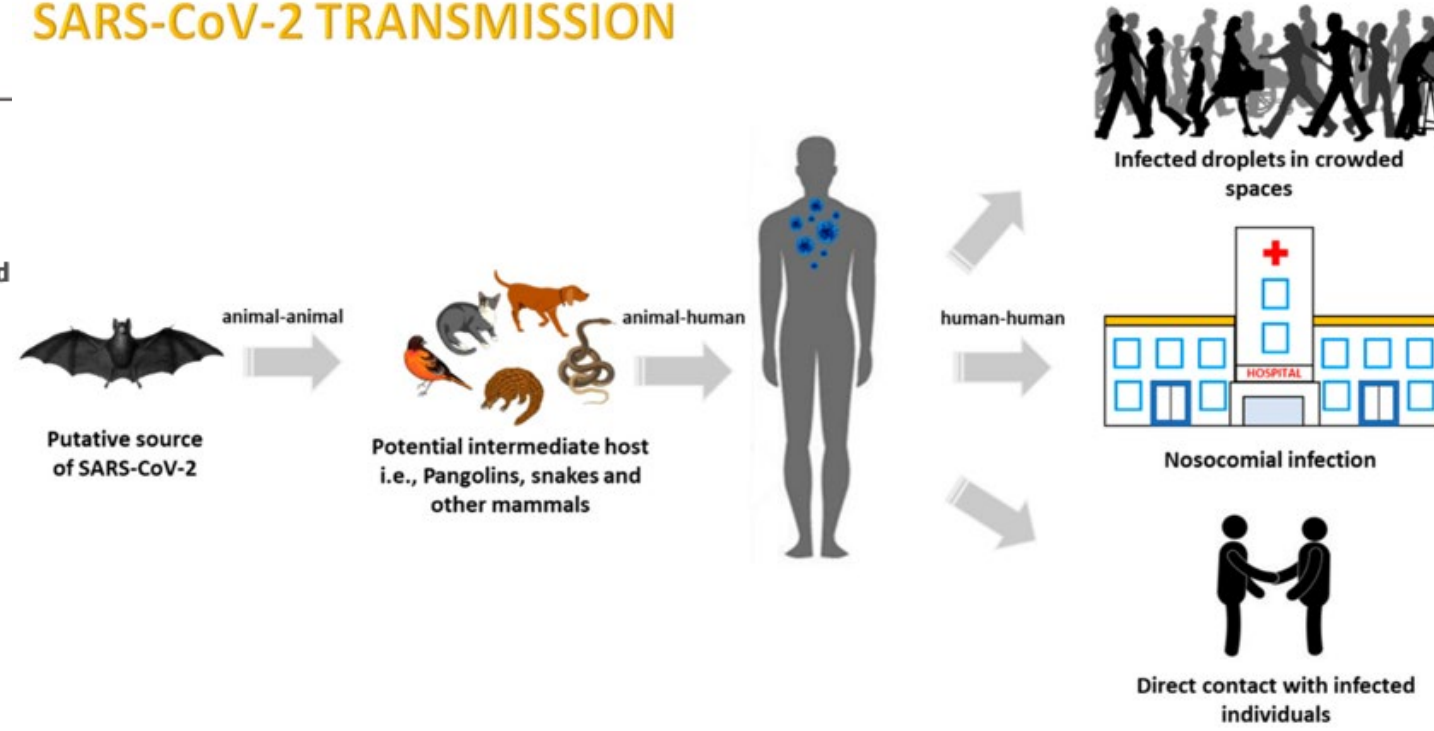 SARS-CoV-2 TRANSMISSION
d
animal-animal
animal-human
human-human
Putative source
of SARS-CoV-2
Potential intermediate host
i.e., Pangolins, snakes and
other mammals
Infected droplets in crowded
spaces
HOSPITAL
Nosocomial infection
Direct contact with infected
individuals